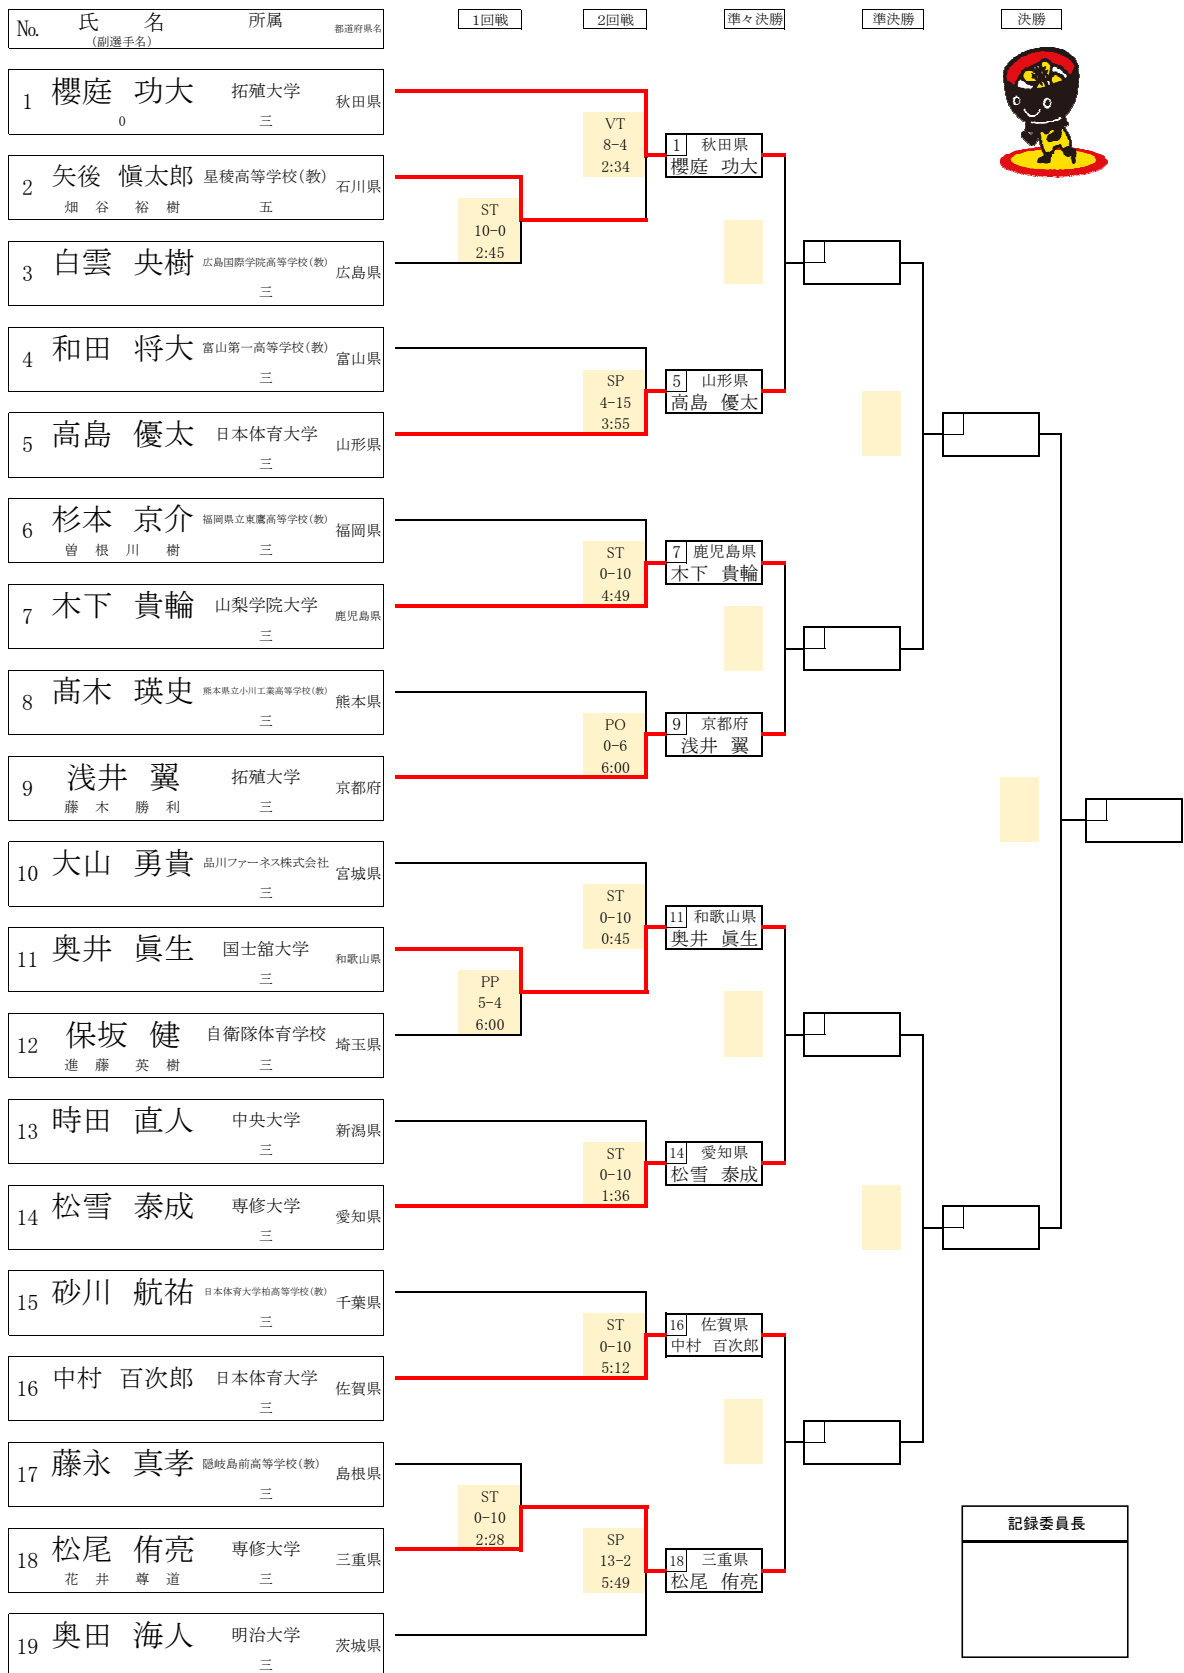 No. 氏 名 所属 都道府県名
(副選手名)
1回戦 2回戦 準々決勝 準決勝 決勝
1 櫻庭 功大 拓殖大学 秋田県
0 三
2 矢後 愼太郎 星稜高等学校(教) 石川県
畑谷 裕樹 五
3 白雲 央樹 広島国際学院高等学校(教) 広島県
三
4 和田 将大 富山第一高等学校(教) 富山県
三
5 高島 優太 日本体育大学 山形県
三
6 杉本 京介 福岡県立東鷹高等学校(教) 福岡県
曽根川 樹 三
7 木下 貴輪 山梨学院大学 鹿児島県
三
8 髙木 瑛史 熊本県立小川工業高等学校(教) 熊本県
三
9 浅井 翼 拓殖大学 京都府
藤木 勝利 三
10 大山 勇貴 品川ファーネス株式会社 宮城県
三
11 奥井 眞生 国士舘大学 和歌山県
三
12 保坂 健 自衛隊体育学校 埼玉県
進藤 英樹 三
13 時田 直人 中央大学 新潟県
三
14 松雪 泰成 専修大学 愛知県
三
15 砂川 航祐 日本体育大学柏高等学校(教) 千葉県
三
16 中村 百次郎 日本体育大学 佐賀県
三
17 藤永 真孝 隠岐島前高等学校(教) 島根県
三
18 松尾 侑亮 専修大学 三重県
花井 尊道 三
19 奥田 海人 明治大学 茨城県
三
ST
10-0
2:45
PP
5-4
6:00
ST
0-10
2:28
VT
8-4
2:34
SP
4-15
3:55
ST
0-10
4:49
PO
0-6
6:00
ST
0-10
0:45
ST
0-10
1:36
ST
0-10
5:12
SP
13-2
5:49
1 秋田県
櫻庭 功大
5 山形県
高島 優太
7 鹿児島県
木下 貴輪
9 京都府
浅井 翼
11 和歌山県
奥井 眞生
14 愛知県
松雪 泰成
16 佐賀県
中村 百次郎
18 三重県
松尾 侑亮
記録委員長